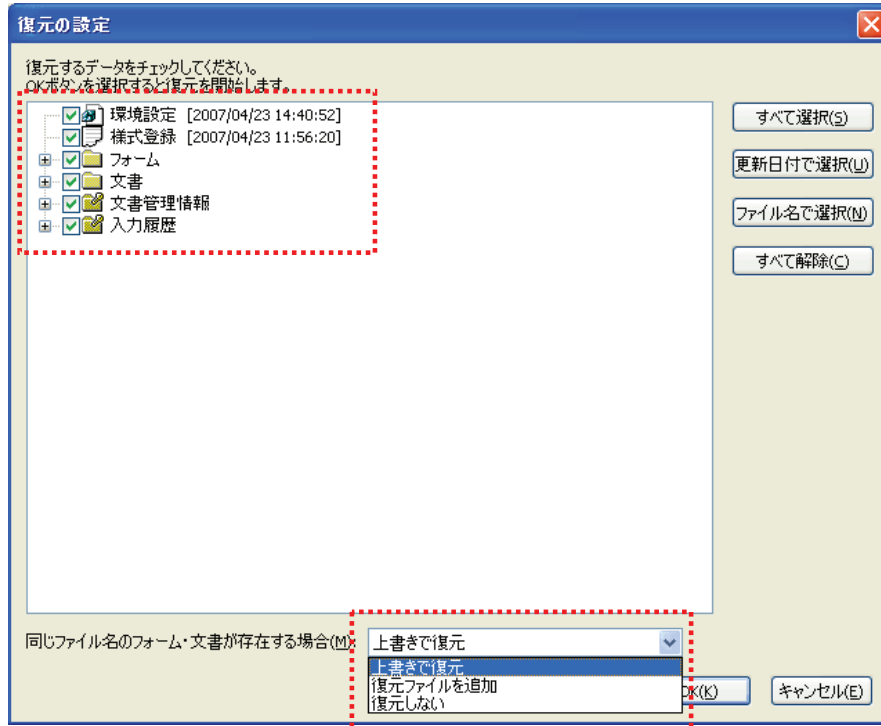 復元の設定
復元するデータをチェックしてください。
OKボタンを選択すると復元を開始します。
環境設定 [2007/04/23 14:40:52]
様式登録 [2007/04/23 11:56:20]
フォーム
文書
文書管理情報
入力履歴
すべて選択(S)
更新日付で選択(U)
ファイル名で選択(N)
すべて解除(C)
同じファイル名のフォーム・文書が存在する場合(M):
上書きで復元
上書きで復元
復元ファイルを追加
復元しない
OK(K)
キャンセル(E)